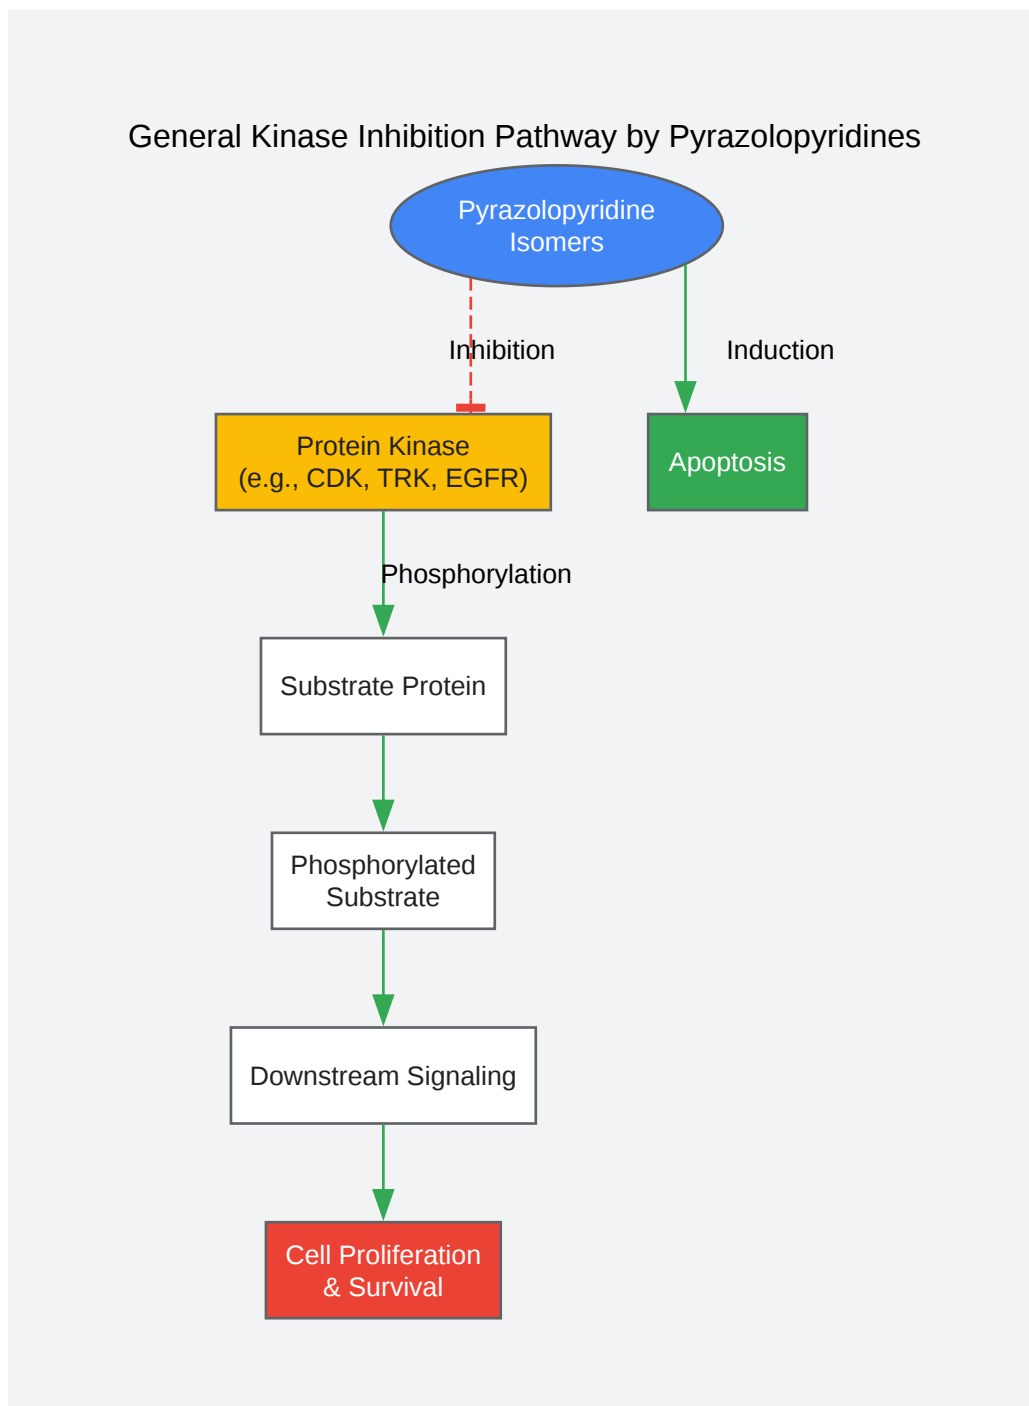 General Kinase Inhibition Pathway by Pyrazolopyridines
Pyrazolopyridine
Isomers
Inhibition
Induction
Protein Kinase
(e.g., CDK, TRK, EGFR)
Apoptosis
Phosphorylation
Substrate Protein
Phosphorylated
Substrate
Downstream Signaling
Cell Proliferation
& Survival